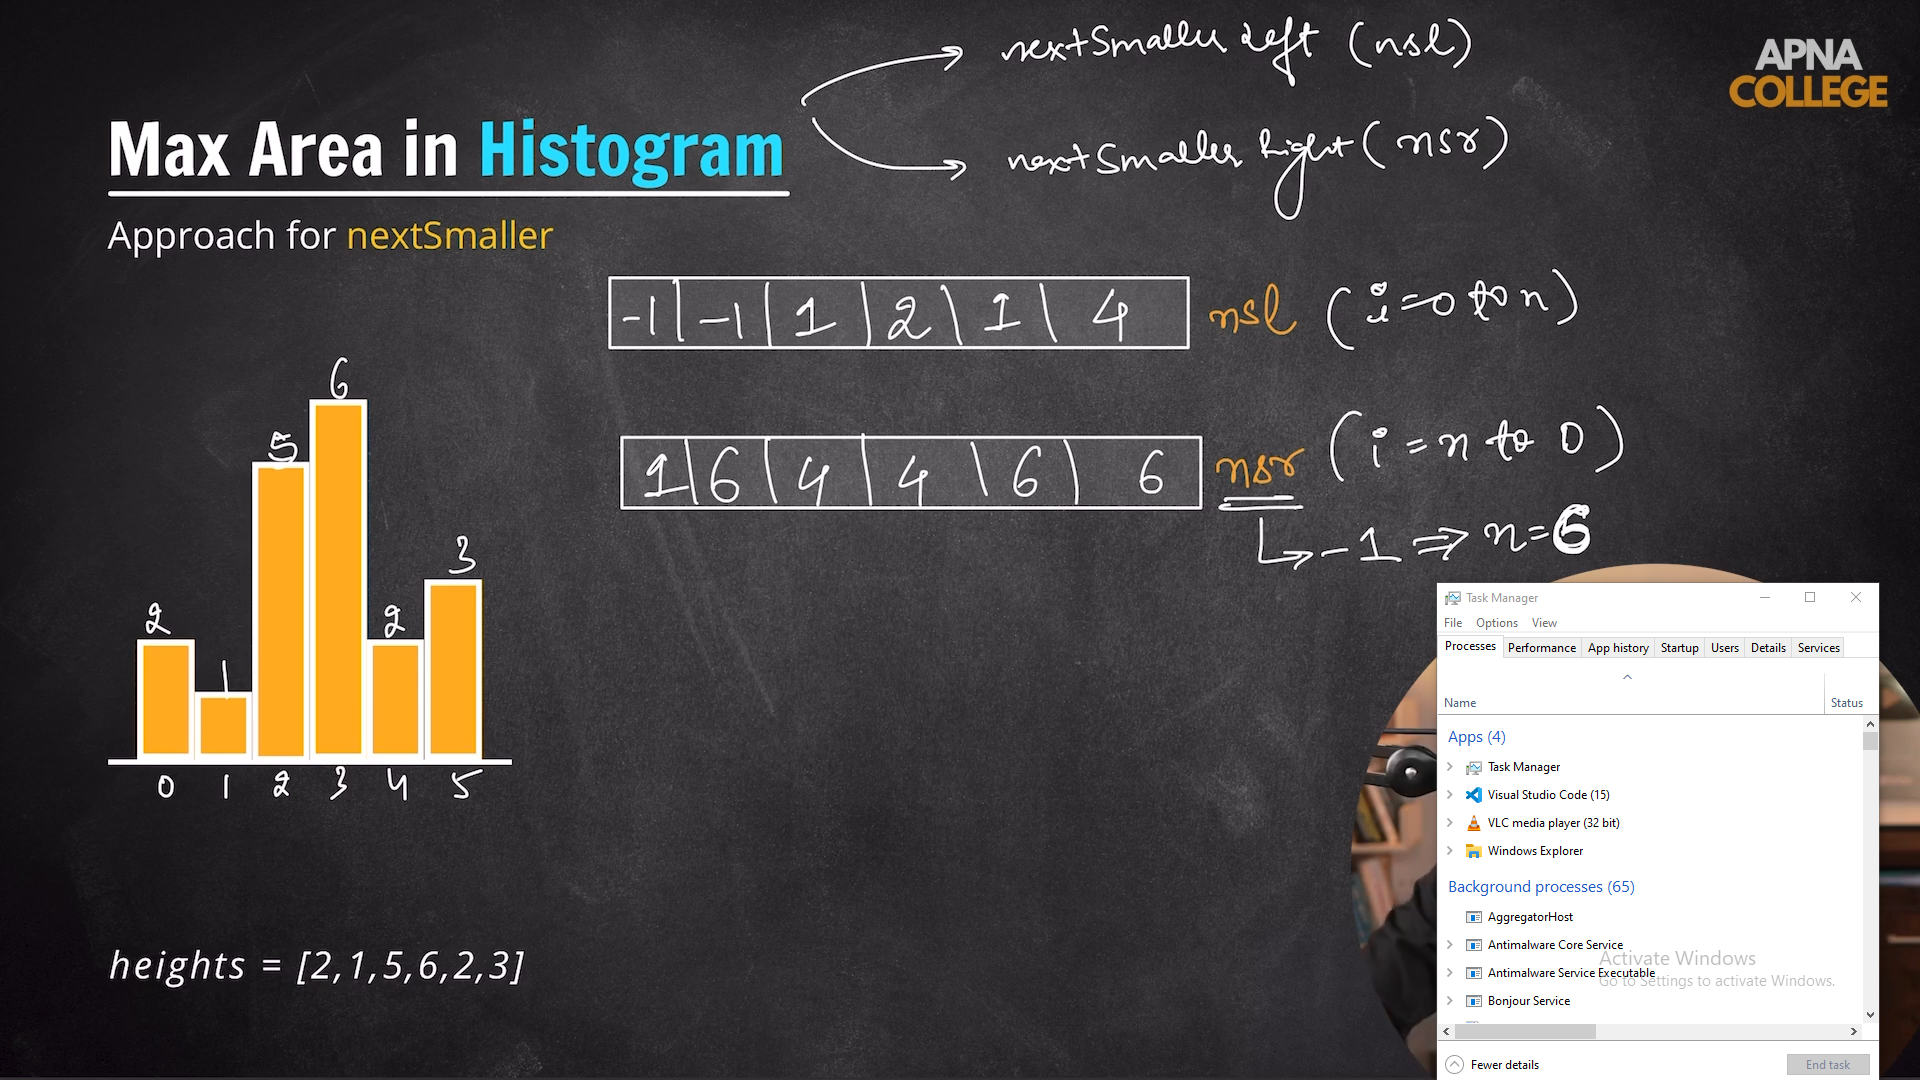 nextSmaller Left (nsl)
APNA
COLLEGE
Max Area in Histogram
nextSmaller Right (nsr)
Approach for nextSmaller
-1 | -1 | 1 | 2 | 1 | 4 nsl (i=0 to n)
1 | 6 | 4 | 4 | 6 | 6 nsr (i=n to 0)
↳ -1 ⇒ n=6
6
5
3
2
2
1
0 1 2 3 4 5
heights = [2,1,5,6,2,3]
Task Manager
File Options View
Processes Performance App history Startup Users Details Services
Name Status
Apps (4)
Task Manager
Visual Studio Code (15)
VLC media player (32 bit)
Windows Explorer
Background processes (65)
AggregatorHost
Antimalware Core Service
Activate Windows
Antimalware Service Executable
Go to Settings to activate Windows.
Bonjour Service
Fewer details End task